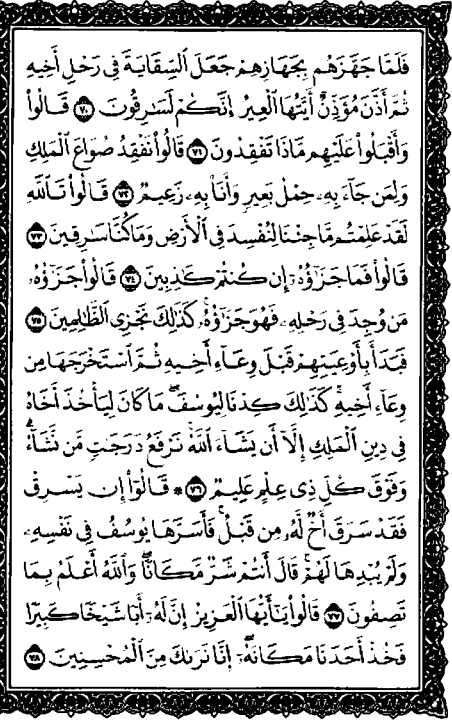 فَلَمَّا جَهَّزَهُم بِجَهَازِهِمْ جَعَلَ ٱلسِّقَايَةَ فِى رَحْلِ أَخِيهِ
ثُمَّ أَذَّنَ مُؤَذِّنٌ أَيَّتُهَا ٱلْعِيرُ إِنَّكُمْ لَسَـٰرِقُونَ ٧٠ قَالُوا۟
وَأَقْبَلُوا۟ عَلَيْهِم مَّاذَا تَفْقِدُونَ ٧١ قَالُوا۟ نَفْقِدُ صُوَاعَ ٱلْمَلِكِ
وَلِمَن جَآءَ بِهِۦ حِمْلُ بَعِيرٍ وَأَنَا۠ بِهِۦ زَعِيمٌ ٧٢ قَالُوا۟ تَٱللَّهِ
لَقَدْ عَلِمْتُم مَّا جِئْنَا لِنُفْسِدَ فِى ٱلْأَرْضِ وَمَا كُنَّا سَـٰرِقِينَ ٧٣
قَالُوا۟ فَمَا جَزَٰٓؤُهُۥٓ إِن كُنتُمْ كَـٰذِبِينَ ٧٤ قَالُوا۟ جَزَٰٓؤُهُۥ
مَن وُجِدَ فِى رَحْلِهِۦ فَهُوَ جَزَٰٓؤُهُۥ ۚ كَذَٰلِكَ نَجْزِى ٱلظَّـٰلِمِينَ ٧٥
فَبَدَأَ بِأَوْعِيَتِهِمْ قَبْلَ وِعَآءِ أَخِيهِ ثُمَّ ٱسْتَخْرَجَهَا مِن
وِعَآءِ أَخِيهِ ۚ كَذَٰلِكَ كِدْنَا لِيُوسُفَ ۖ مَا كَانَ لِيَأْخُذَ أَخَاهُ
فِى دِينِ ٱلْمَلِكِ إِلَّآ أَن يَشَآءَ ٱللَّهُ ۚ نَرْفَعُ دَرَجَـٰتٍ مَّن نَّشَآءُ ۗ
وَفَوْقَ كُلِّ ذِى عِلْمٍ عَلِيمٌ ٧٦ ۞ قَالُوٓا۟ إِن يَسْرِقْ
فَقَدْ سَرَقَ أَخٌ لَّهُۥ مِن قَبْلُ ۚ فَأَسَرَّهَا يُوسُفُ فِى نَفْسِهِۦ
وَلَمْ يُبْدِهَا لَهُمْ ۚ قَالَ أَنتُمْ شَرٌّ مَّكَانًا ۖ وَٱللَّهُ أَعْلَمُ بِمَا
تَصِفُونَ ٧٧ قَالُوا۟ يَـٰٓأَيُّهَا ٱلْعَزِيزُ إِنَّ لَهُۥٓ أَبًا شَيْخًا كَبِيرًا
فَخُذْ أَحَدَنَا مَكَانَهُۥٓ ۖ إِنَّا نَرَىٰكَ مِنَ ٱلْمُحْسِنِينَ ٧٨